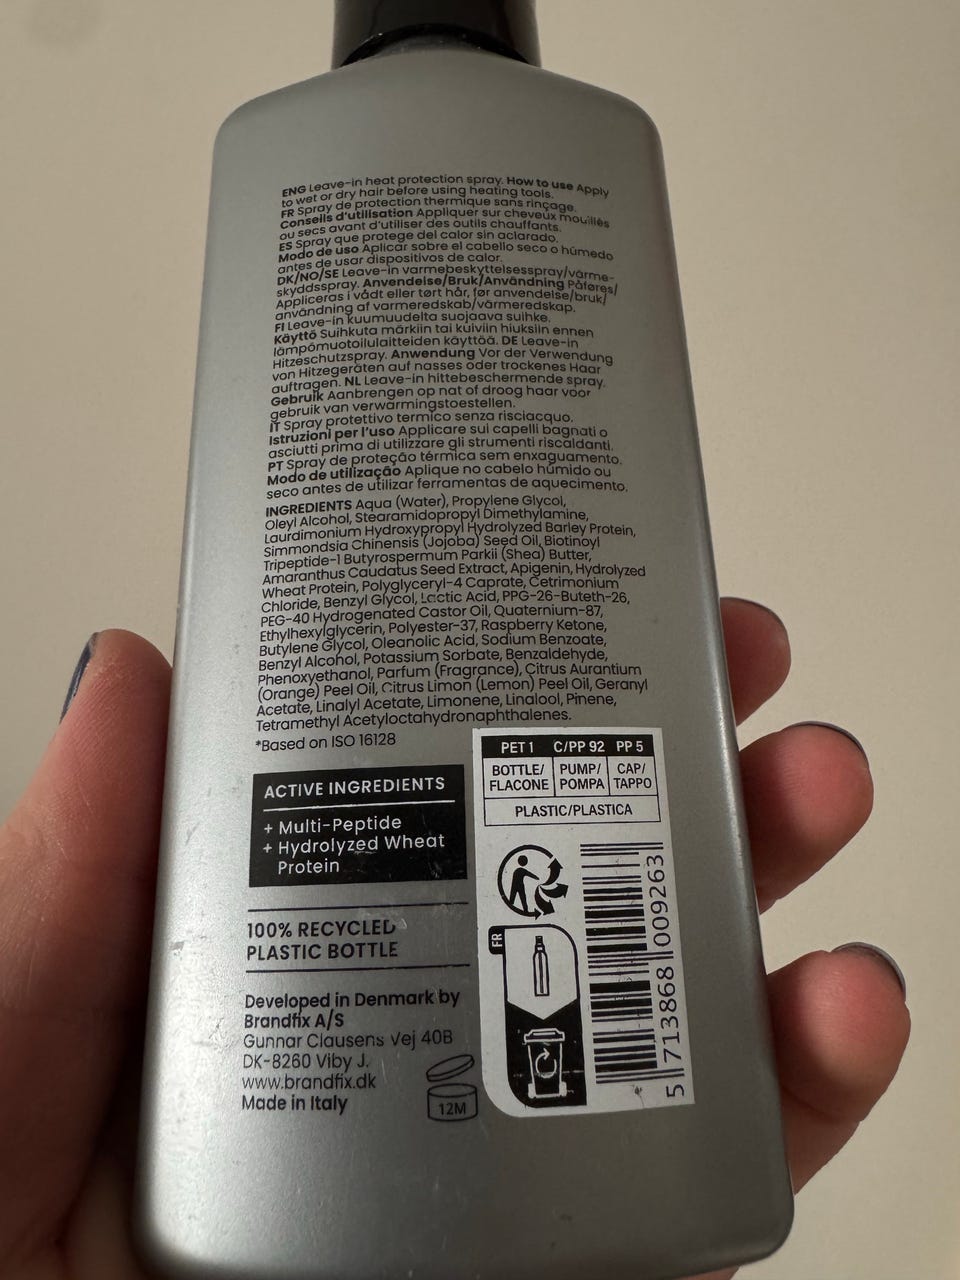 ENG Leave-in heat protection spray. How to use Apply
to wet or dry hair before using heating tools.
FR Spray de protection thermique sans rinçage.
Conseils d'utilisation Appliquer sur cheveux mouillés
ou secs avant d'utiliser des outils chauffants.
ES Spray que protege del calor sin aclarado.
Modo de uso Aplicar sobre el cabello seco o húmedo
antes de usar dispositivos de calor.
DK/NO/SE Leave-in varmebeskyttelsesspray/värme-
skyddsspray. Anvendelse/Bruk/Användning Påføres/
Appliceras i vådt eller tørt hår, før anvendelse/bruk/
användning af varmeredskab/värmeredskap.
FI Leave-in kuumuudelta suojaava suihke.
Käyttö Suihkuta märkiin tai kuiviin hiuksiin ennen
lämpömuotoilulaitteiden käyttöä. DE Leave-in
Hitzeschutzspray. Anwendung Vor der Verwendung
von Hitzegeräten auf nasses oder trockenes Haar
auftragen. NL Leave-in hittebeschermende spray.
Gebruik Aanbrengen op nat of droog haar voor
gebruik van verwarmingstoestellen.
IT Spray protettivo termico senza risciacquo.
Istruzioni per l'uso Applicare sui capelli bagnati o
asciutti prima di utilizzare gli strumenti riscaldanti.
PT Spray de proteção térmica sem enxaguamento.
Modo de utilização Aplique no cabelo húmido ou
seco antes de utilizar ferramentas de aquecimento.
INGREDIENTS Aqua (Water), Propylene Glycol,
Oleyl Alcohol, Stearamidopropyl Dimethylamine,
Laurdimonium Hydroxypropyl Hydrolyzed Barley Protein,
Simmondsia Chinensis (Jojoba) Seed Oil, Biotinoyl
Tripeptide-1 Butyrospermum Parkii (Shea) Butter,
Amaranthus Caudatus Seed Extract, Apigenin, Hydrolyzed
Wheat Protein, Polyglyceryl-4 Caprate, Cetrimonium
Chloride, Benzyl Glycol, Lactic Acid, PPG-26-Buteth-26,
PEG-40 Hydrogenated Castor Oil, Quaternium-87,
Ethylhexylglycerin, Polyester-37, Raspberry Ketone,
Butylene Glycol, Oleanolic Acid, Sodium Benzoate,
Benzyl Alcohol, Potassium Sorbate, Benzaldehyde,
Phenoxyethanol, Parfum (Fragrance), Citrus Aurantium
(Orange) Peel Oil, Citrus Limon (Lemon) Peel Oil, Geranyl
Acetate, Linalyl Acetate, Limonene, Linalool, Pinene,
Tetramethyl Acetyloctahydronaphthalenes.
*Based on ISO 16128
ACTIVE INGREDIENTS
+ Multi-Peptide
+ Hydrolyzed Wheat
Protein
100% RECYCLED
PLASTIC BOTTLE
Developed in Denmark by
Brandfix A/S
Gunnar Clausens Vej 40B
DK-8260 Viby J.
www.brandfix.dk
Made in Italy
12M
PET 1 C/PP 92 PP 5
BOTTLE/ PUMP/ CAP/
FLACONE POMPA TAPPO
PLASTIC/PLASTICA
FR
5 713868 009263